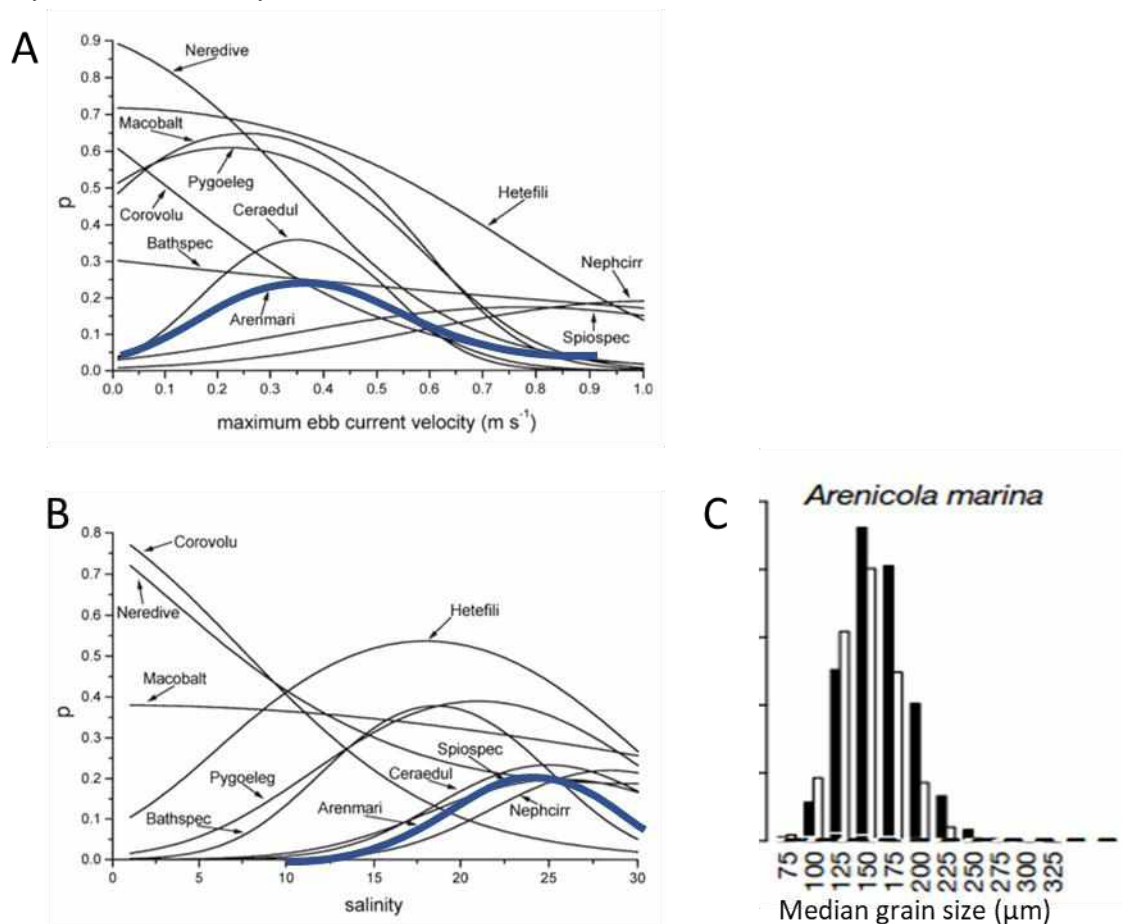 A
0.9
0.8
0.7
0.6
0.5
0.4
0.3
0.2
0.1
0.0
p
Neredive
Macobalt
Pygoeleg
Corovolu
Ceraedul
Hetefili
Bathspec
Nephcirr
Arenmari
Spiospec
0.0 0.1 0.2 0.3 0.4 0.5 0.6 0.7 0.8 0.9 1.0
maximum ebb current velocity (m s⁻¹)
B
0.8
0.7
0.6
0.5
0.4
0.3
0.2
0.1
0.0
p
Corovolu
Neredive
Hetefili
Macobalt
Spiospec
Pygoeleg
Ceraedul
Bathspec
Arenmari
Nephcirr
0 5 10 15 20 25 30
salinity
C
Arenicola marina
75 100 125 150 175 200 225 250 275 300 325
Median grain size (µm)